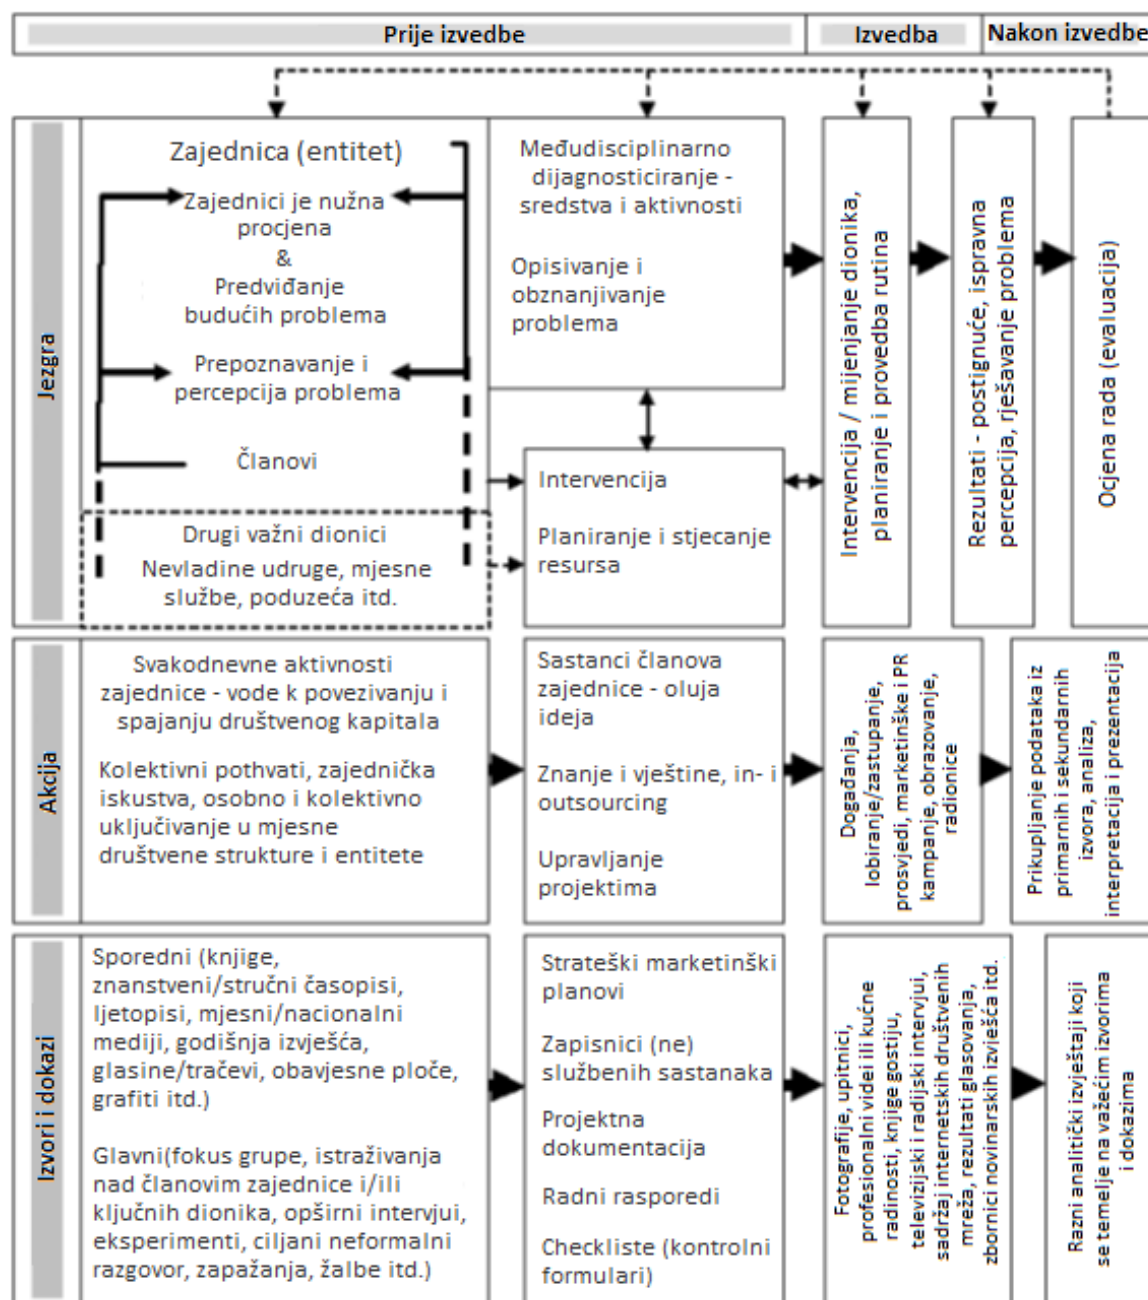 Prije izvedbe
Izvedba
Nakon izvedbe
Jezgra
Zajednica (entitet)
Zajednici je nužna
procjena
&
Predviđanje
budućih problema
Prepoznavanje i
percepcija problema
Članovi
Drugi važni dionici
Nevladine udruge, mjesne
službe, poduzeća itd.
Međudisciplinarno
dijagnosticiranje -
sredstva i aktivnosti
Opisivanje i
obznanjivanje
problema
Intervencija
Planiranje i stjecanje
resursa
Intervencija / mijenjanje dionika,
planiranje i provedba rutina
Rezultati - postignuće, ispravna
percepcija, rješavanje problema
Ocjena rada (evaluacija)
Akcija
Svakodnevne aktivnosti
zajednice - vode k povezivanju i
spajanju društvenog kapitala
Kolektivni pothvati, zajednička
iskustva, osobno i kolektivno
uključivanje u mjesne
društvene strukture i entitete
Sastanci članova
zajednice - oluja
ideja
Znanje i vještine, in- i
outsourcing
Upravljanje
projektima
Događanja,
lobiranje/zastupanje,
prosvjedi, marketinške i PR
kampanje, obrazovanje,
radionice
Prikupljanje podataka iz
primarnih i sekundarnih
izvora, analiza,
interpretacija i prezentacija
Izvori i dokazi
Sporedni (knjige,
znanstveni/stručni časopisi,
ljetopisi, mjesni/nacionalni
mediji, godišnja izvješća,
glasine/tračevi, obavjesne ploče,
grafiti itd.)
Glavni(fokus grupe, istraživanja
nad članovim zajednice i/ili
ključnih dionika, opširni intervjui,
eksperimenti, ciljani neformalni
razgovor, zapažanja, žalbe itd.)
Strateški marketinški
planovi
Zapisnici (ne)
službenih sastanaka
Projektna
dokumentacija
Radni rasporedi
Checkliste (kontrolni
formulari)
Fotografije, upitnici,
profesionalni videi ili kućne
radinosti, knjige gostiju,
televizijski i radijski intervjui,
sadržaj internetskih društvenih
mreža, rezultati glasovanja,
zbornici novinarskih izvješća itd.
Razni analitički izvještaji koji
se temelje na važećim izvorima
i dokazima